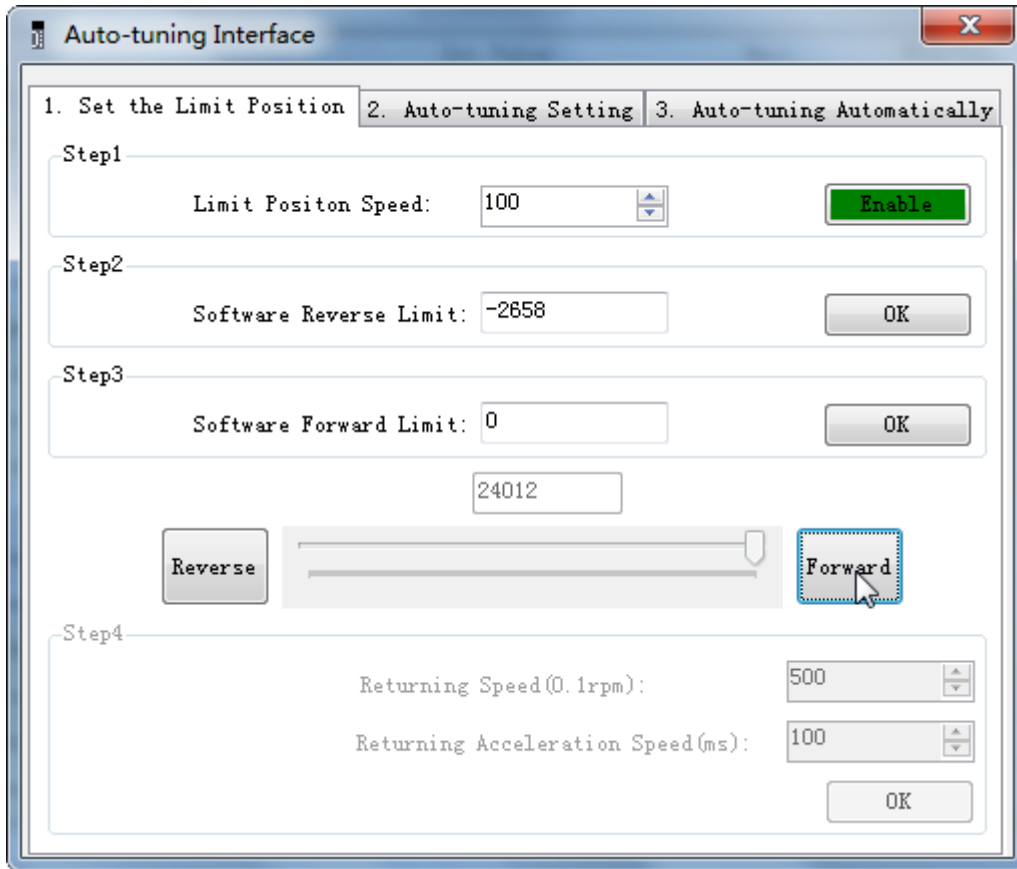 Auto-tuning Interface
1. Set the Limit Position
2. Auto-tuning Setting
3. Auto-tuning Automatically
Step1
Limit Positon Speed:
100
Enable
Step2
Software Reverse Limit:
-2658
OK
Step3
Software Forward Limit:
0
OK
24012
Reverse
Forward
Step4
Returning Speed(0.1rpm):
500
Returning Acceleration Speed(ms):
100
OK